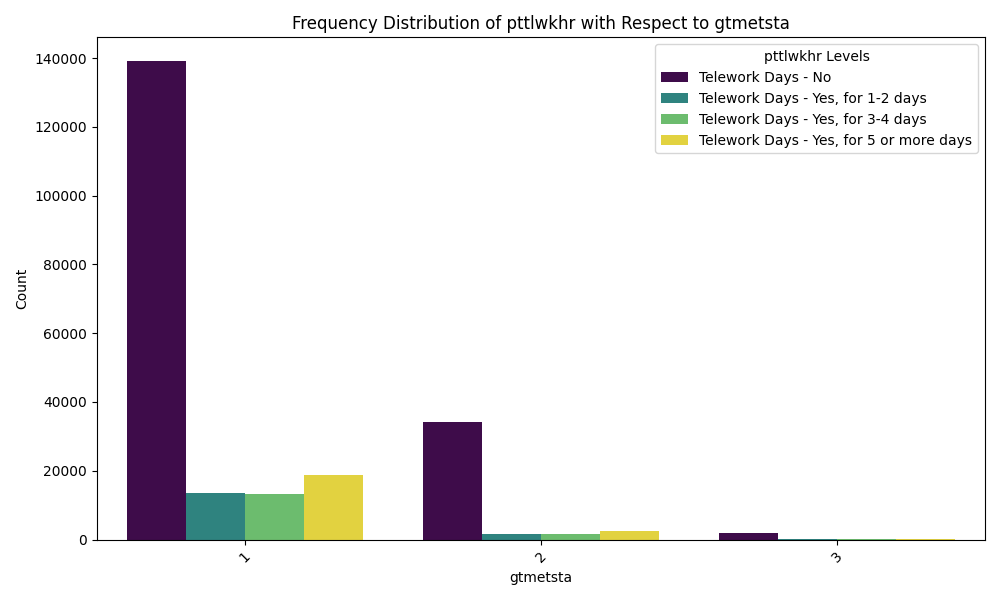 Frequency Distribution of pttlwkhr with Respect to gtmetsta
pttlwkhr Levels
Telework Days - No
Telework Days - Yes, for 1-2 days
Telework Days - Yes, for 3-4 days
Telework Days - Yes, for 5 or more days
140000
120000
100000
80000
60000
40000
20000
0
Count
1
2
3
gtmetsta